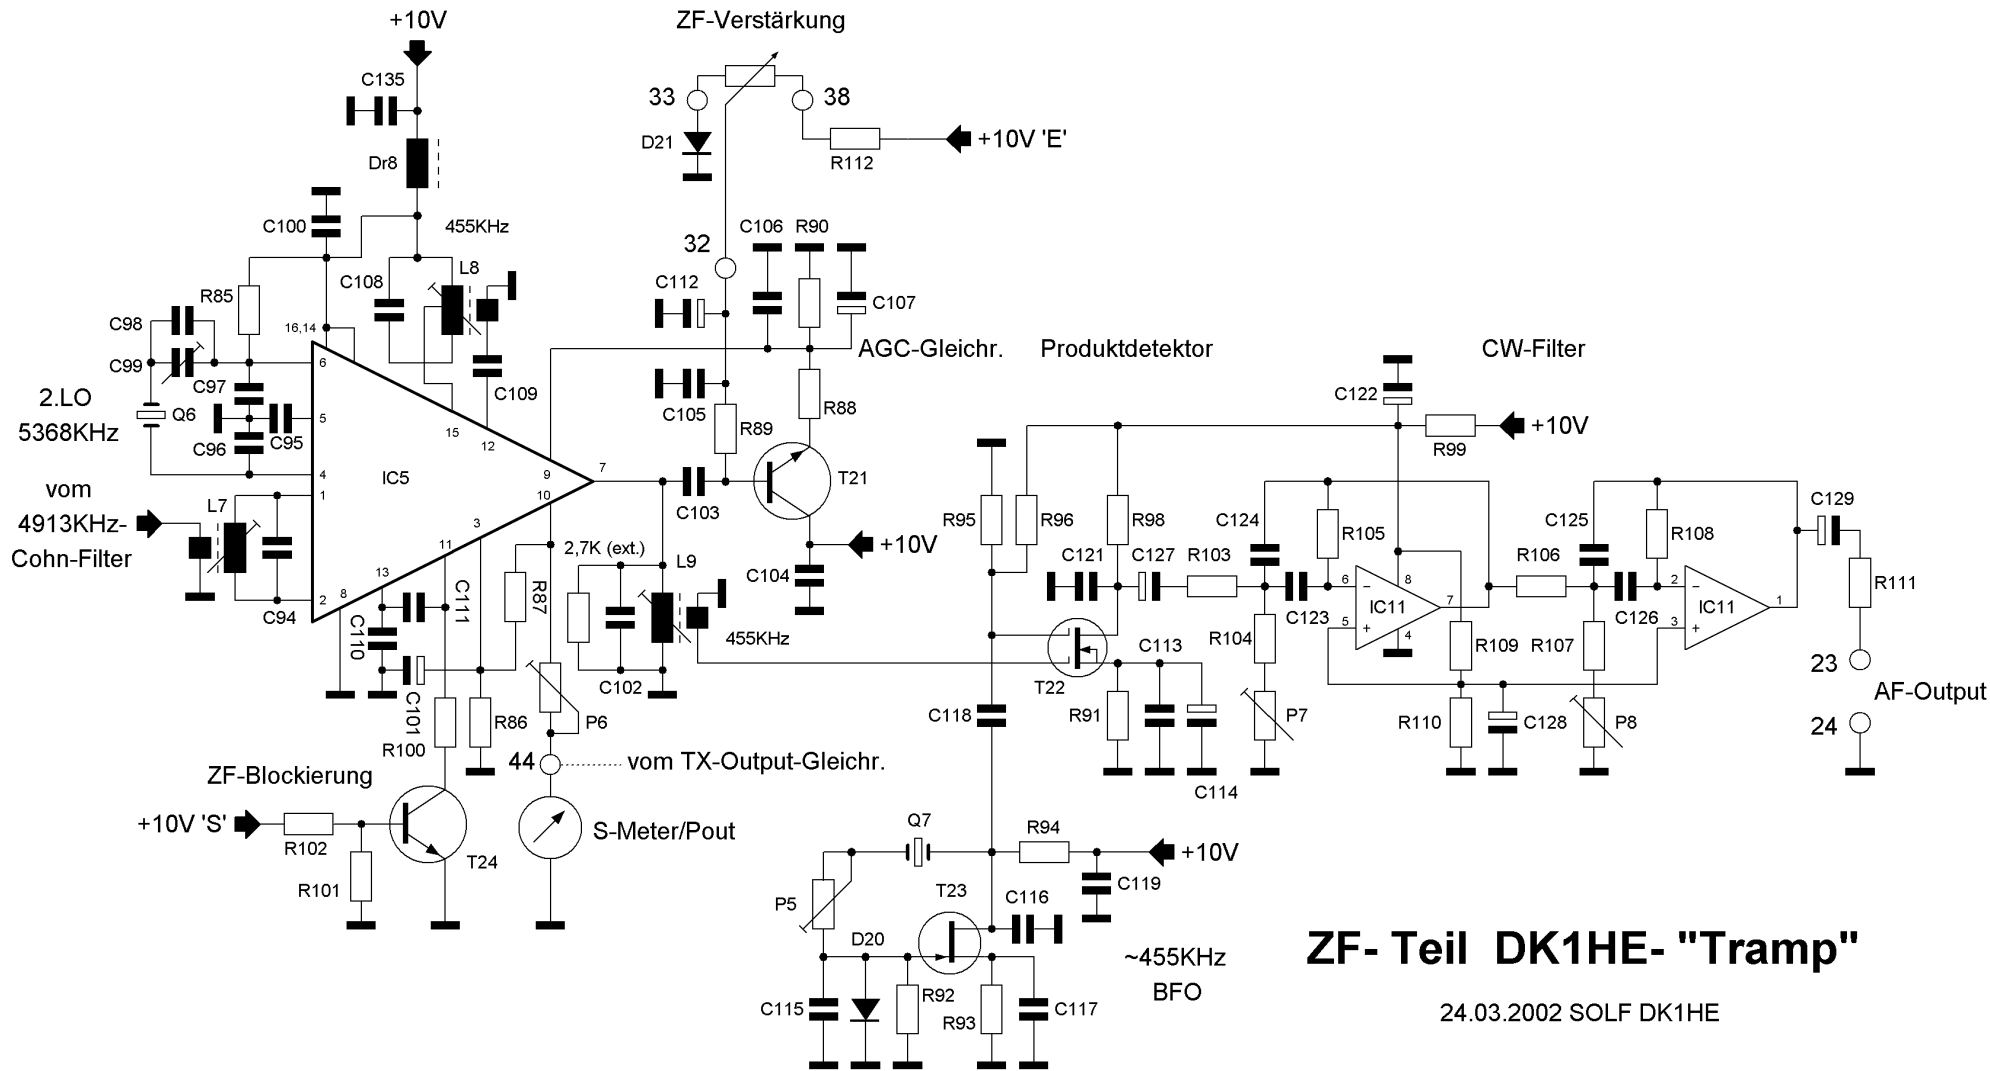 +10V
ZF-Verstärkung
C135
33
38
D21
+10V 'E'
R112
Dr8
C100
455KHz
C106
R90
32
C108
L8
C112
R85
C107
C98
16,14
C99
6
AGC-Gleichr.
Produktdetektor
CW-Filter
C97
C109
C105
R88
C122
2.LO
5368KHz
Q6
5
C95
C96
15
12
R89
R99
+10V
IC5
9
7
T21
4
1
vom
4913KHz-
Cohn-Filter
L7
10
C103
R95
R96
R98
C124
R105
C125
R108
C129
3
11
2,7K (ext.)
+10V
C121
C127
R103
R106
13
R87
L9
C104
6
−
8
2
−
R111
8
2
C94
C111
C123
IC11
7
C126
IC11
1
5
+
4
3
+
C110
455KHz
R104
R109
R107
C113
23
C102
T22
AF-Output
C101
R100
R86
P6
C118
R91
P7
R110
C128
P8
24
44
vom TX-Output-Gleichr.
C114
ZF-Blockierung
+10V 'S'
S-Meter/Pout
Q7
R94
R102
T24
+10V
R101
C119
P5
T23
C116
D20
ZF- Teil DK1HE- "Tramp"
~455KHz
BFO
R92
C115
R93
C117
24.03.2002 SOLF DK1HE